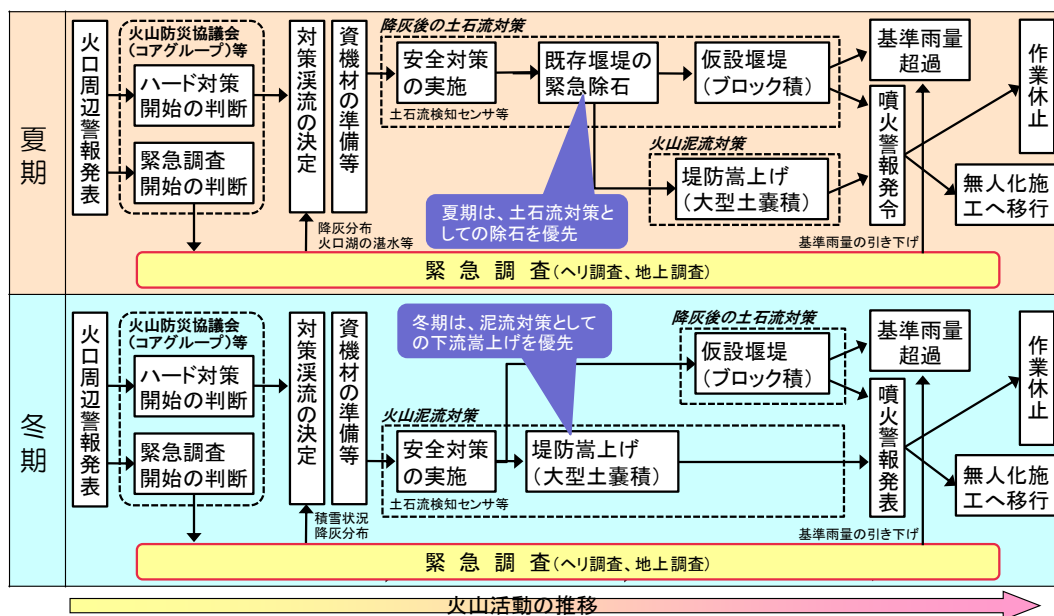 夏期
火口周辺警報発表
火山防災協議会
(コアグループ)等
ハード対策
開始の判断
緊急調査
開始の判断
対策渓流の決定
資機材の準備等
降灰後の土石流対策
安全対策
の実施
土石流検知センサ等
既存堰堤の
緊急除石
仮設堰堤
(ブロック積)
火山泥流対策
堤防嵩上げ
(大型土嚢積)
夏期は、土石流対策と
しての除石を優先
基準雨量
超過
噴火警報発令
作業休止
無人化施
工へ移行
降灰分布
火口湖の湛水等
基準雨量の引き下げ
緊急調査(ヘリ調査、地上調査)
冬期
火口周辺警報発表
火山防災協議会
(コアグループ)等
ハード対策
開始の判断
緊急調査
開始の判断
対策渓流の決定
資機材の準備等
冬期は、泥流対策として
の下流嵩上げを優先
降灰後の土石流対策
仮設堰堤
(ブロック積)
火山泥流対策
安全対策
の実施
土石流検知センサ等
堤防嵩上げ
(大型土嚢積)
基準雨量
超過
噴火警報発表
作業休止
無人化施
工へ移行
積雪状況
降灰分布
基準雨量の引き下げ
緊急調査(ヘリ調査、地上調査)
火山活動の推移